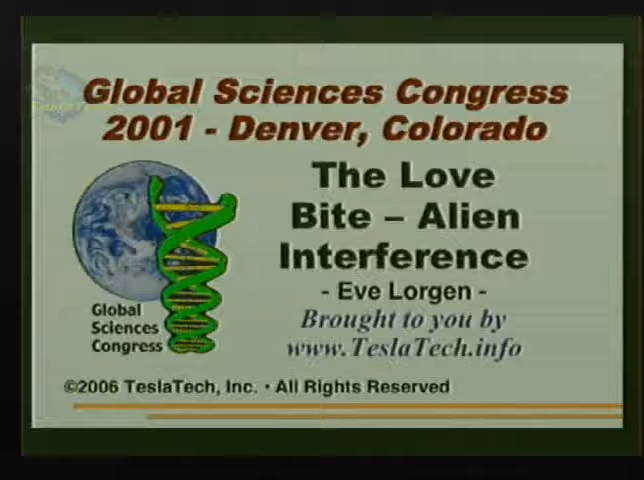 Global Sciences Congress
2001 - Denver, Colorado
The Love
Bite – Alien
Interference
- Eve Lorgen -
Brought to you by
www.TeslaTech.info
Global
Sciences
Congress
©2006 TeslaTech, Inc. • All Rights Reserved